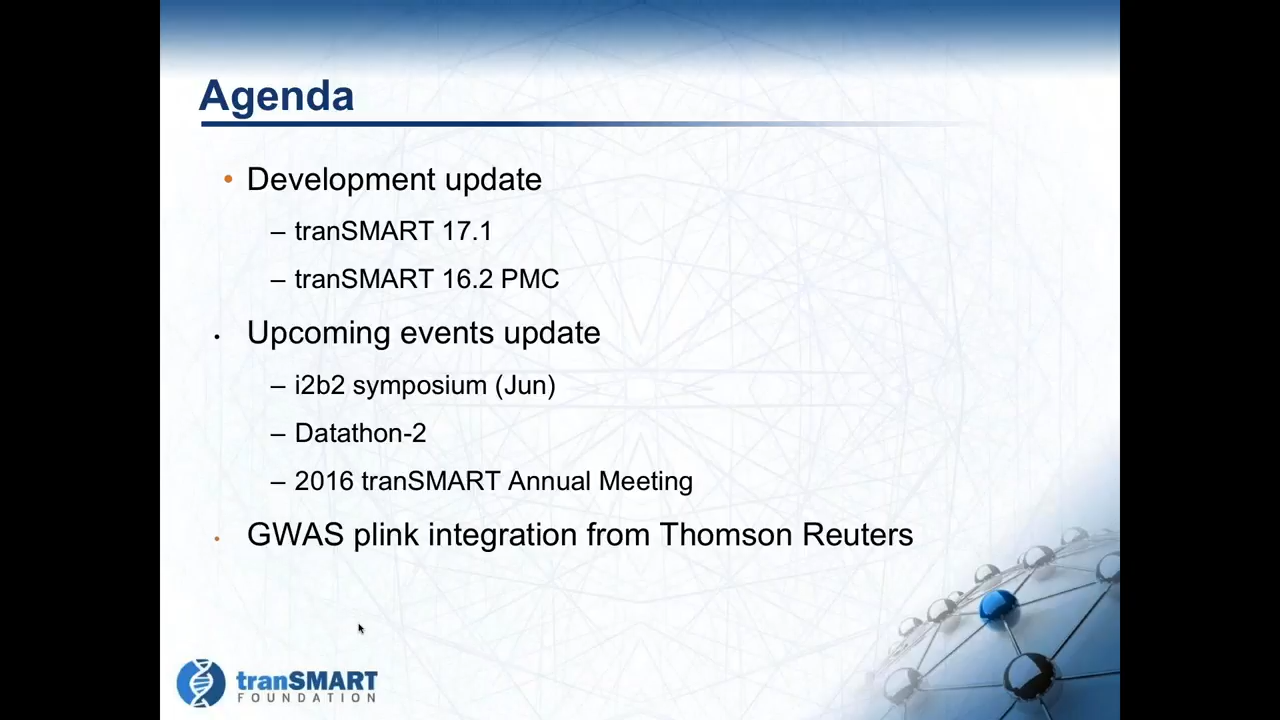 Agenda
• Development update
– tranSMART 17.1
– tranSMART 16.2 PMC
• Upcoming events update
– i2b2 symposium (Jun)
– Datathon-2
– 2016 tranSMART Annual Meeting
• GWAS plink integration from Thomson Reuters
tranSMART
FOUNDATION